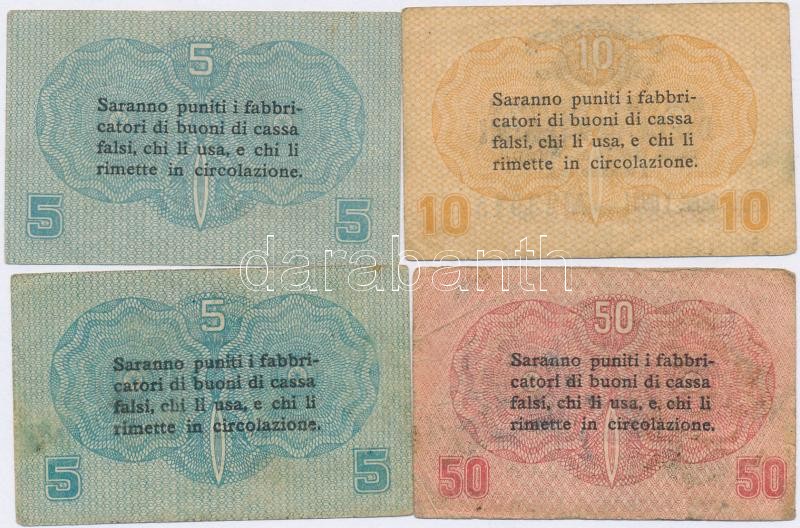 5
Saranno puniti i fabbri-
catori di buoni di cassa
falsi, chi li usa, e chi li
rimette in circolazione.
5 5
10
Saranno puniti i fabbri-
catori di buoni di cassa
falsi, chi li usa, e chi li
rimette in circolazione.
10 10
darabanth
5
Saranno puniti i fabbri-
catori di buoni di cassa
falsi, chi li usa, e chi li
rimette in circolazione.
5 5
50
Saranno puniti i fabbri-
catori di buoni di cassa
falsi, chi li usa, e, chi li
rimette in circolazione.
50 50